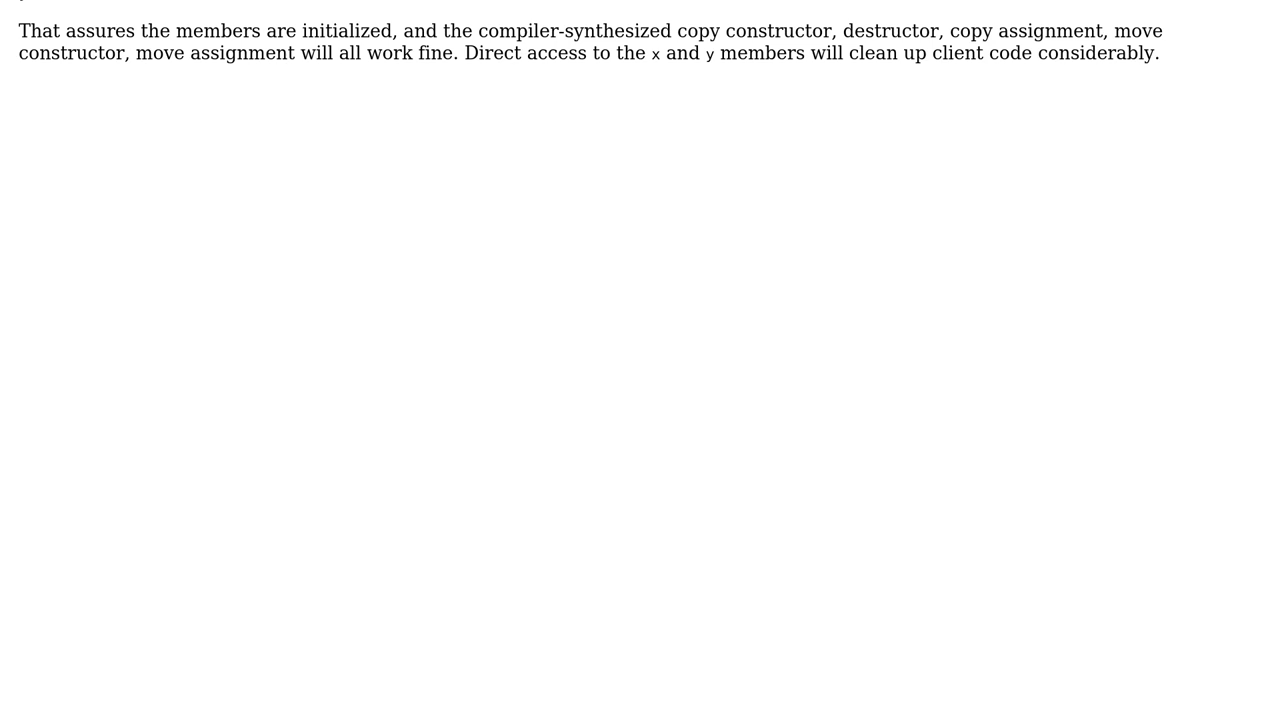 That assures the members are initialized, and the compiler-synthesized copy constructor, destructor, copy assignment, move
constructor, move assignment will all work fine. Direct access to the x and y members will clean up client code considerably.